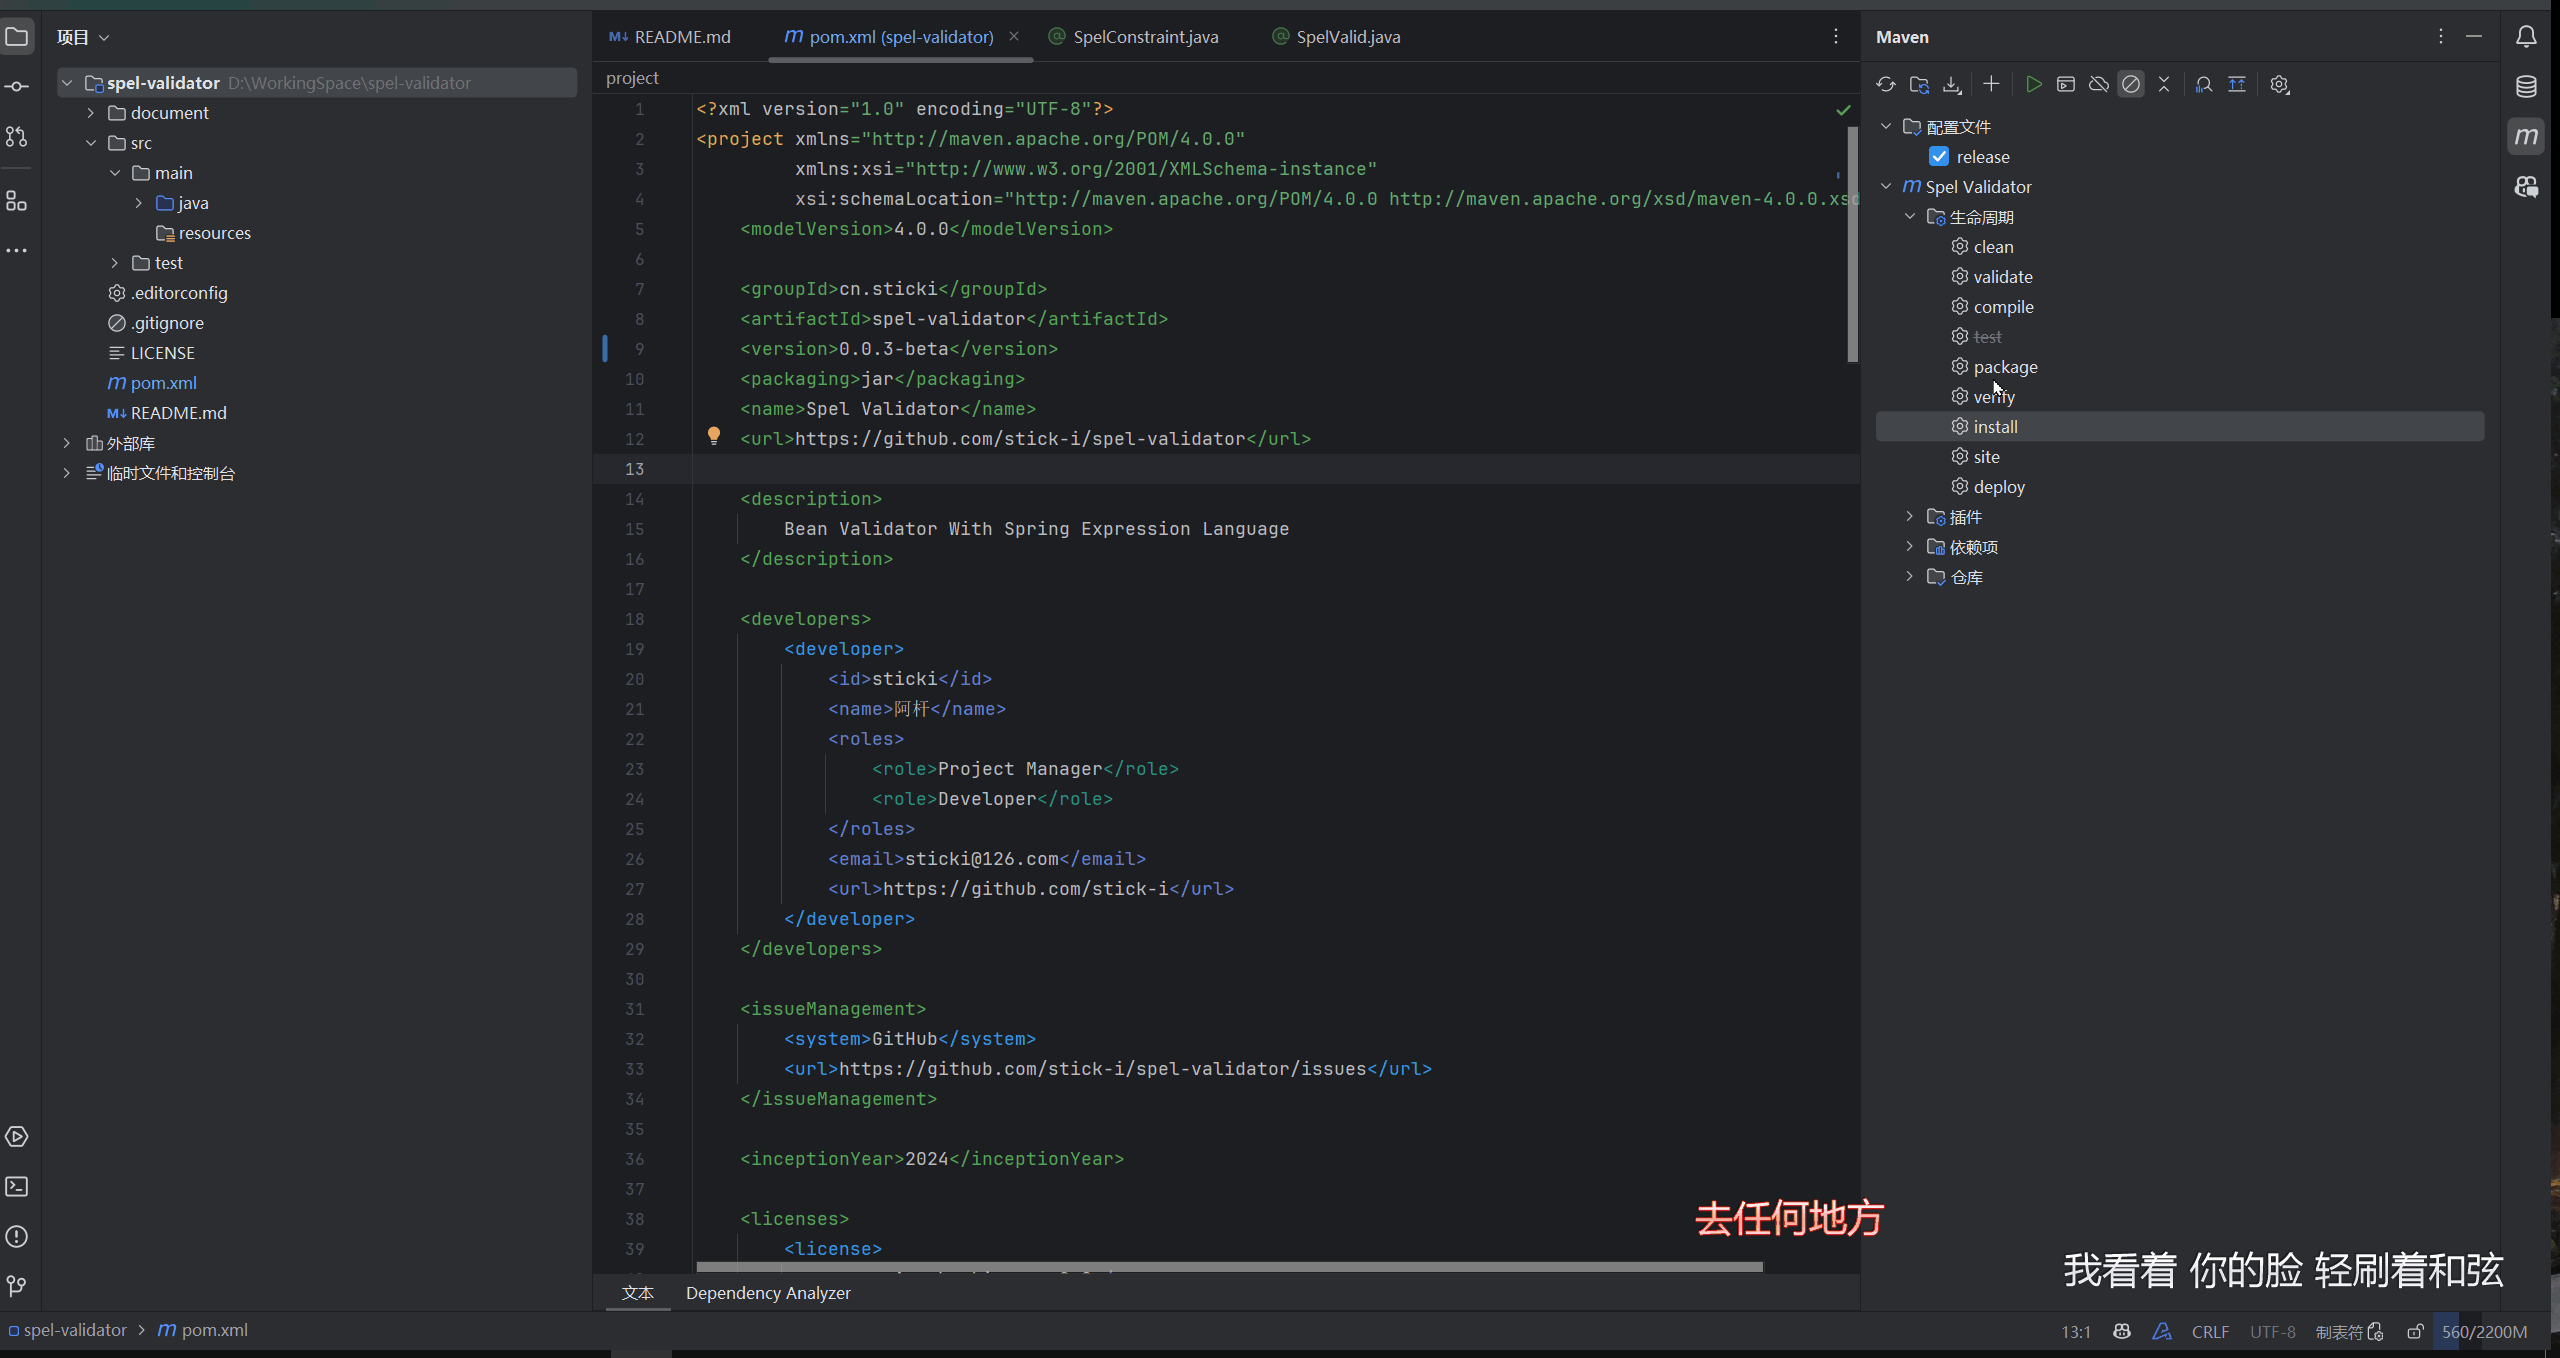 项目
spel-validator D:\WorkingSpace\spel-validator
document
src
main
java
resources
test
.editorconfig
.gitignore
LICENSE
pom.xml
README.md
外部库
临时文件和控制台
README.md
pom.xml (spel-validator)
SpelConstraint.java
SpelValid.java
project
1 <?xml version="1.0" encoding="UTF-8"?>
2 <project xmlns="http://maven.apache.org/POM/4.0.0"
3 xmlns:xsi="http://www.w3.org/2001/XMLSchema-instance"
4 xsi:schemaLocation="http://maven.apache.org/POM/4.0.0 http://maven.apache.org/xsd/maven-4.0.0.xsd
5 <modelVersion>4.0.0</modelVersion>
6
7 <groupId>cn.sticki</groupId>
8 <artifactId>spel-validator</artifactId>
9 <version>0.0.3-beta</version>
10 <packaging>jar</packaging>
11 <name>Spel Validator</name>
12 <url>https://github.com/stick-i/spel-validator</url>
13
14 <description>
15 Bean Validator With Spring Expression Language
16 </description>
17
18 <developers>
19 <developer>
20 <id>sticki</id>
21 <name>阿杆</name>
22 <roles>
23 <role>Project Manager</role>
24 <role>Developer</role>
25 </roles>
26 <email>sticki@126.com</email>
27 <url>https://github.com/stick-i</url>
28 </developer>
29 </developers>
30
31 <issueManagement>
32 <system>GitHub</system>
33 <url>https://github.com/stick-i/spel-validator/issues</url>
34 </issueManagement>
35
36 <inceptionYear>2024</inceptionYear>
37
38 <licenses>
39 <license>
文本 Dependency Analyzer
Maven
配置文件
release
Spel Validator
生命周期
clean
validate
compile
test
package
verify
install
site
deploy
插件
依赖项
仓库
去任何地方
我看着 你的脸 轻刷着和弦
spel-validator > pom.xml
13:1 CRLF UTF-8 制表符 560/2200M